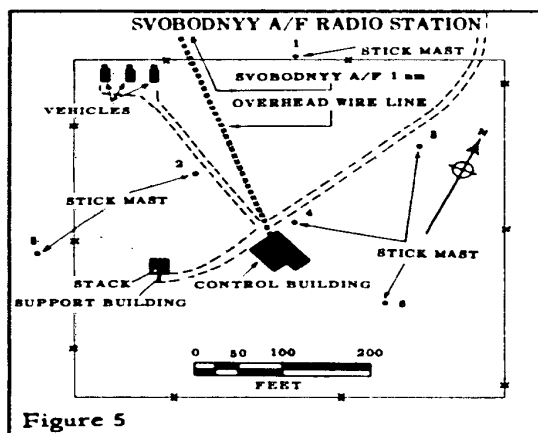 SVOBODNYY A/F RADIO STATION
1
STICK MAST
SVOBODNYY A/F 1 nm
OVERHEAD WIRE LINE
VEHICLES
3
N
2
4
5
STICK MAST
STICK MAST
STACK
SUPPORT BUILDING
CONTROL BUILDING
6
0 50 100 200
FEET
Figure 5